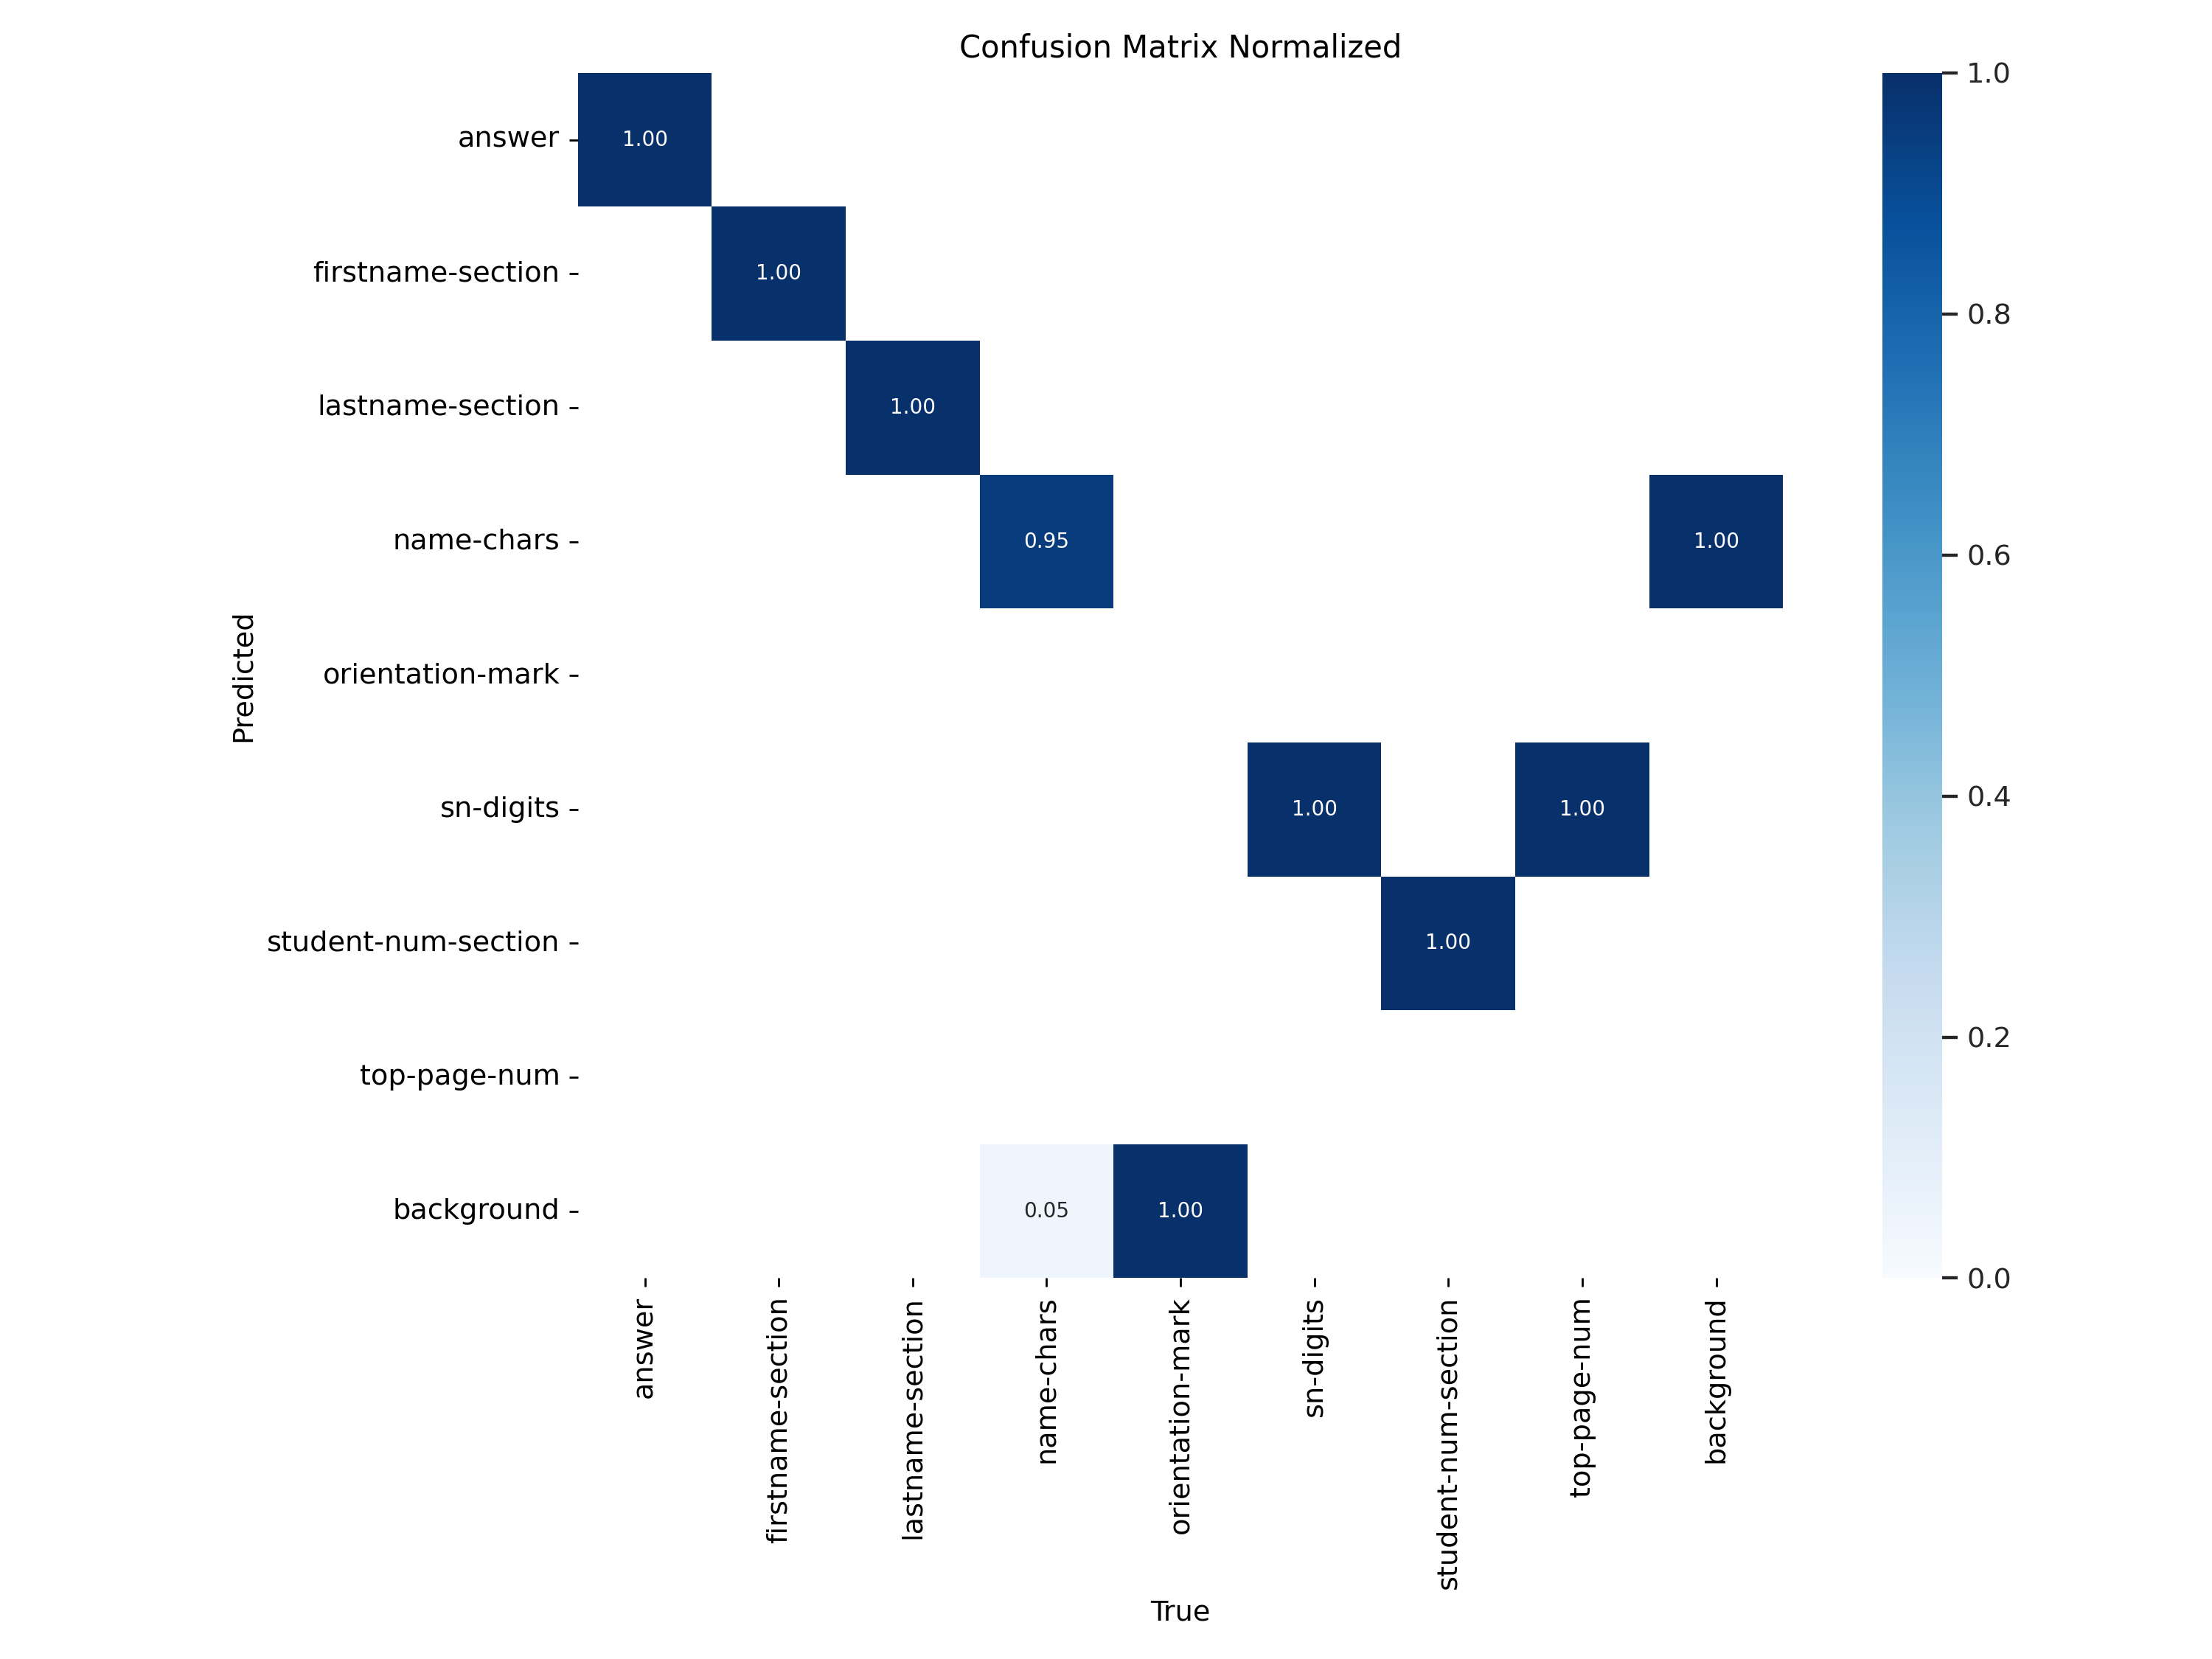 Confusion Matrix Normalized
answer
firstname-section
lastname-section
name-chars
orientation-mark
sn-digits
student-num-section
top-page-num
background
Predicted
1.00
1.00
1.00
0.95
1.00
1.00
1.00
1.00
0.05
1.00
answer
firstname-section
lastname-section
name-chars
orientation-mark
sn-digits
student-num-section
top-page-num
background
True
1.0
0.8
0.6
0.4
0.2
0.0